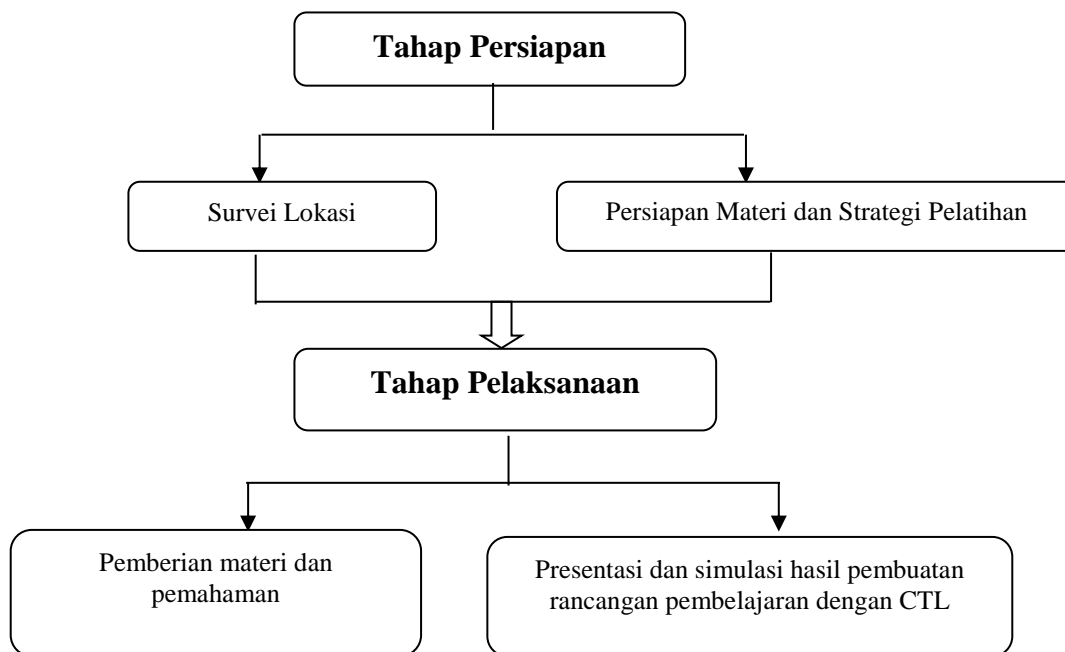 Tahap Persiapan
Survei Lokasi
Persiapan Materi dan Strategi Pelatihan
Tahap Pelaksanaan
Pemberian materi dan
pemahaman
Presentasi dan simulasi hasil pembuatan
rancangan pembelajaran dengan CTL